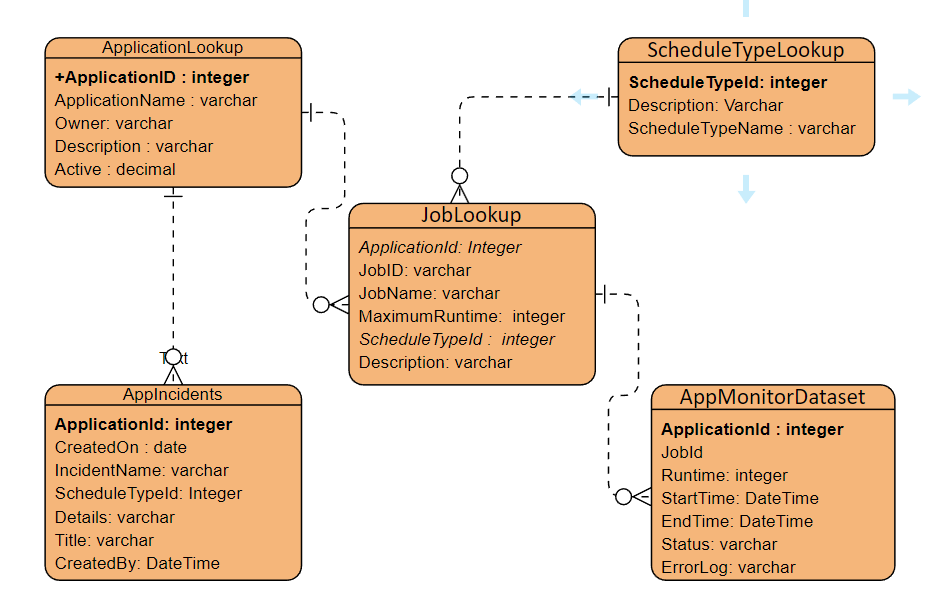 ApplicationLookup
+ApplicationID : integer
ApplicationName : varchar
Owner: varchar
Description : varchar
Active : decimal
ScheduleTypeLookup
ScheduleTypeId: integer
Description: Varchar
ScheduleTypeName : varchar
JobLookup
ApplicationId: Integer
JobID: varchar
JobName: varchar
MaximumRuntime: integer
ScheduleTypeId : integer
Description: varchar
Text
AppIncidents
ApplicationId: integer
CreatedOn : date
IncidentName: varchar
ScheduleTypeId: Integer
Details: varchar
Title: varchar
CreatedBy: DateTime
AppMonitorDataset
ApplicationId : integer
JobId
Runtime: integer
StartTime: DateTime
EndTime: DateTime
Status: varchar
ErrorLog: varchar